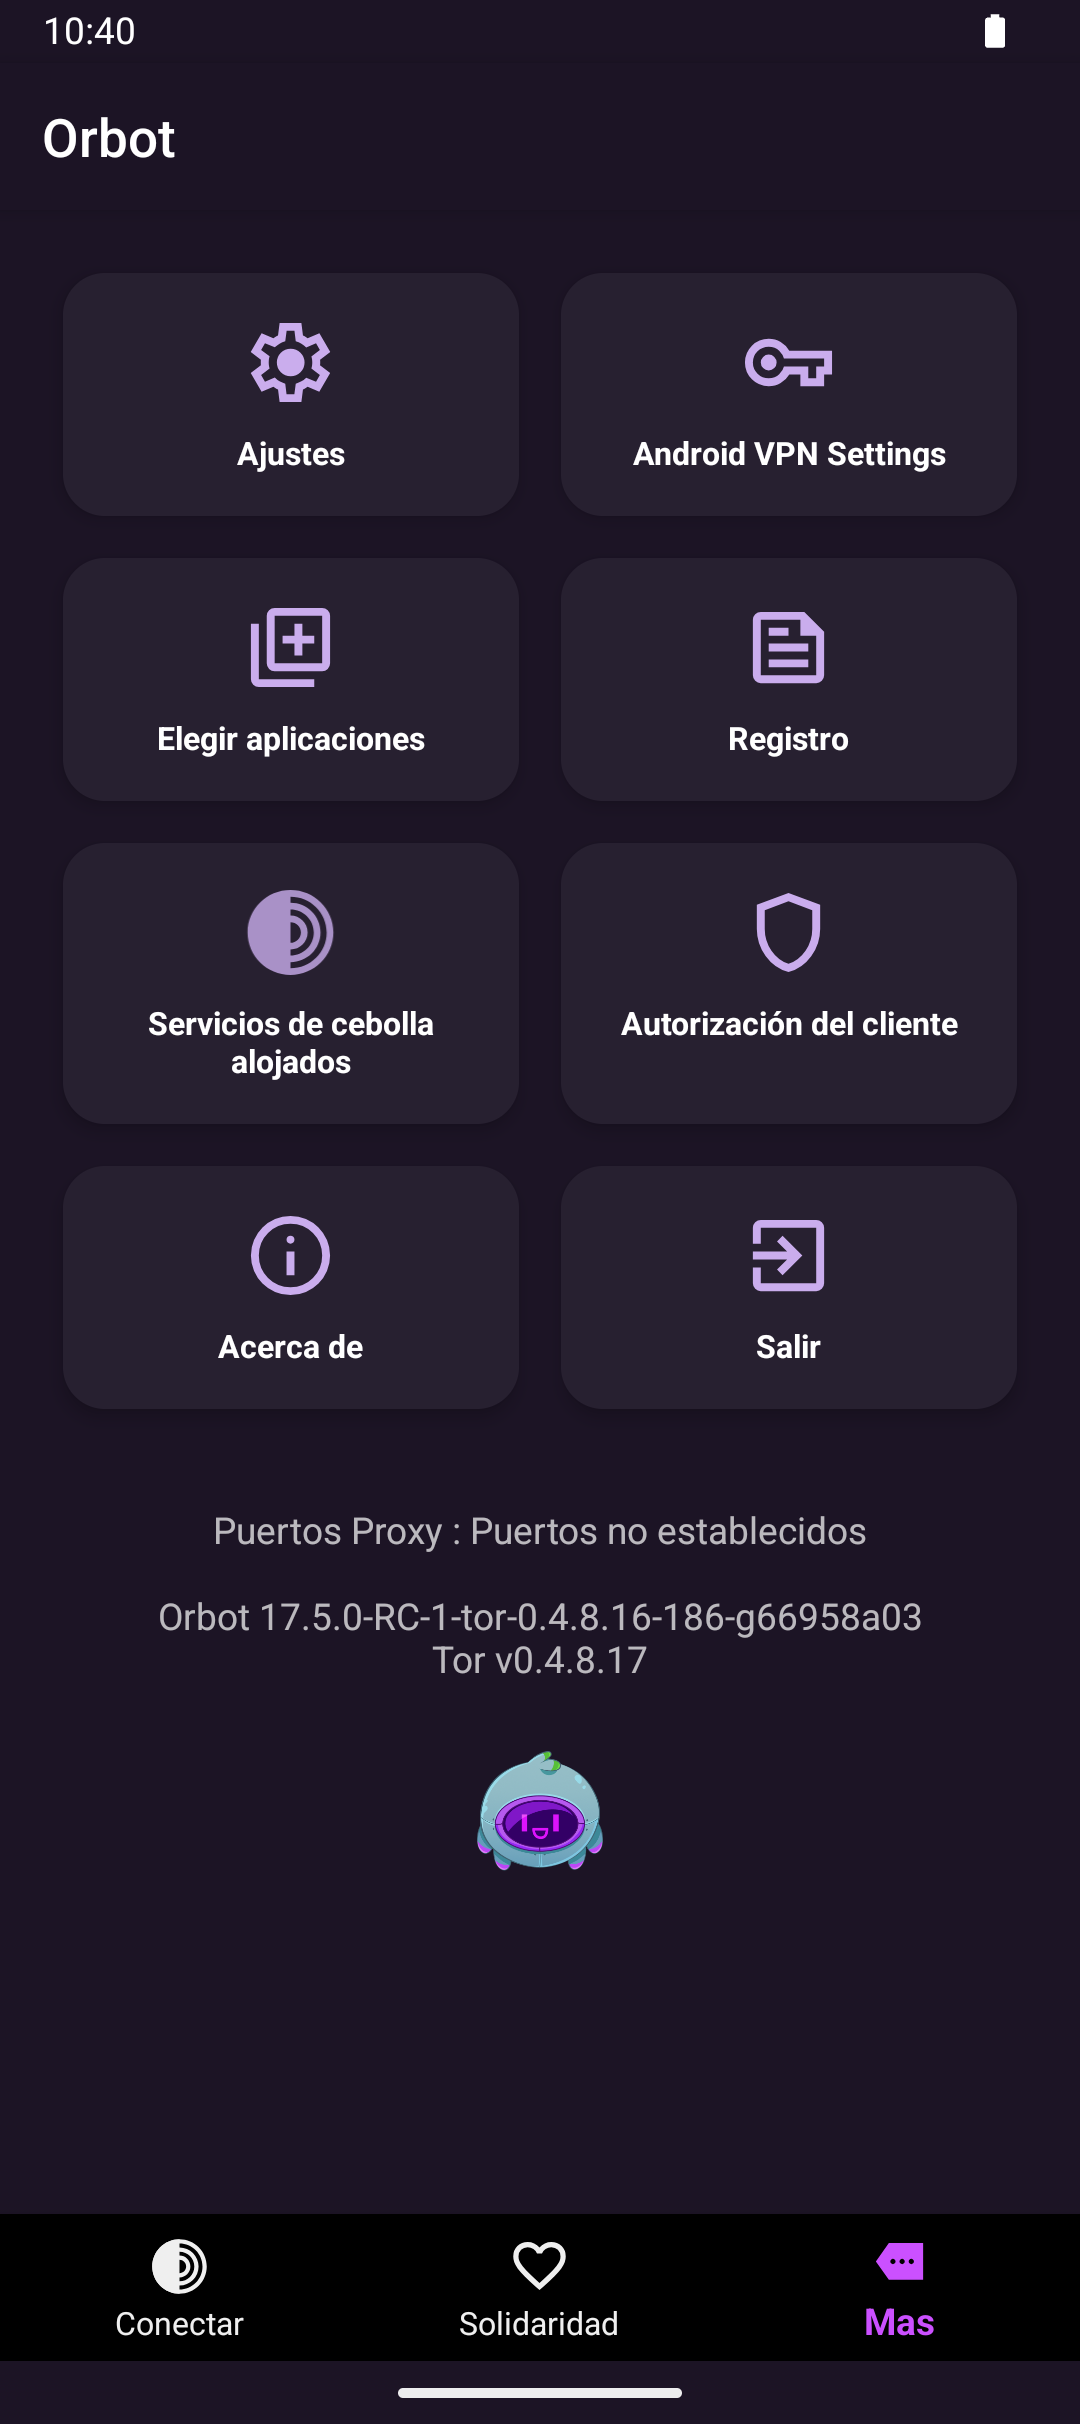 10:40
Orbot
Ajustes
Android VPN Settings
Elegir aplicaciones
Registro
Servicios de cebolla
alojados
Autorización del cliente
Acerca de
Salir
Puertos Proxy : Puertos no establecidos
Orbot 17.5.0-RC-1-tor-0.4.8.16-186-g66958a03
Tor v0.4.8.17
Conectar
Solidaridad
Mas